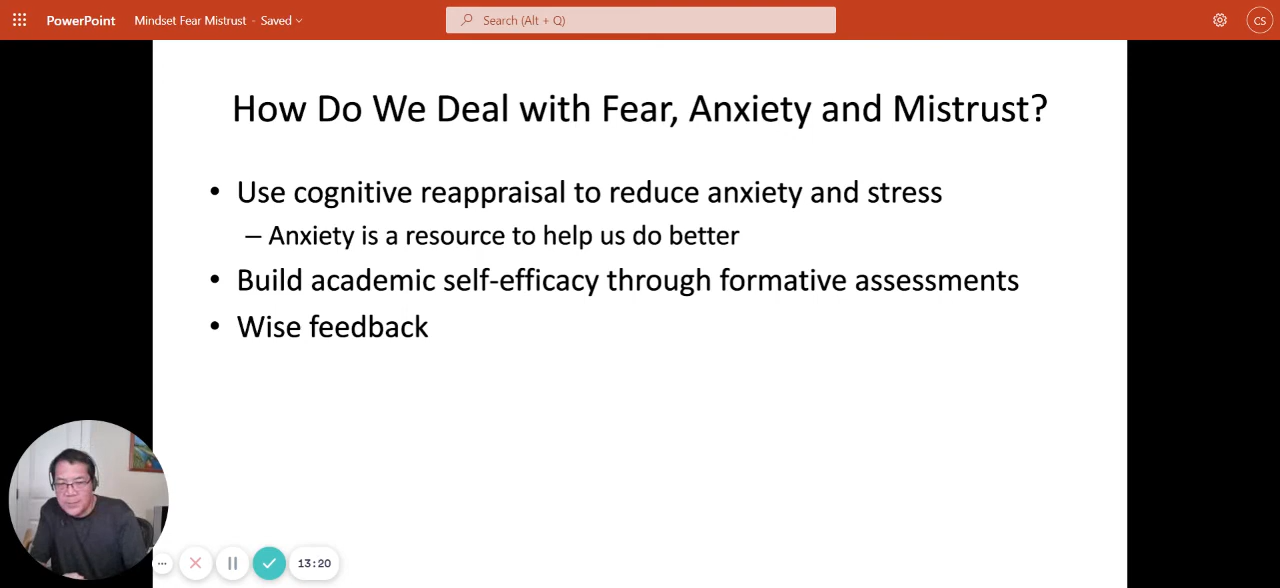 PowerPoint Mindset Fear Mistrust - Saved Search (Alt + Q) CS
How Do We Deal with Fear, Anxiety and Mistrust?
• Use cognitive reappraisal to reduce anxiety and stress
– Anxiety is a resource to help us do better
• Build academic self-efficacy through formative assessments
• Wise feedback
13:20